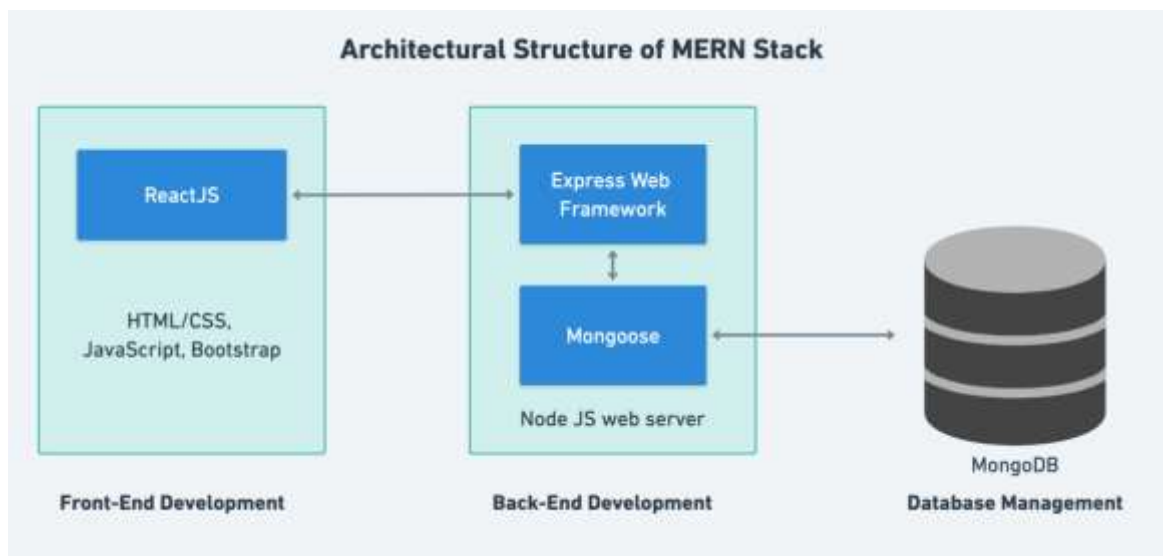 Architectural Structure of MERN Stack
ReactJS
HTML/CSS,
JavaScript, Bootstrap
Front-End Development
Express Web
Framework
Mongoose
Node JS web server
Back-End Development
MongoDB
Database Management